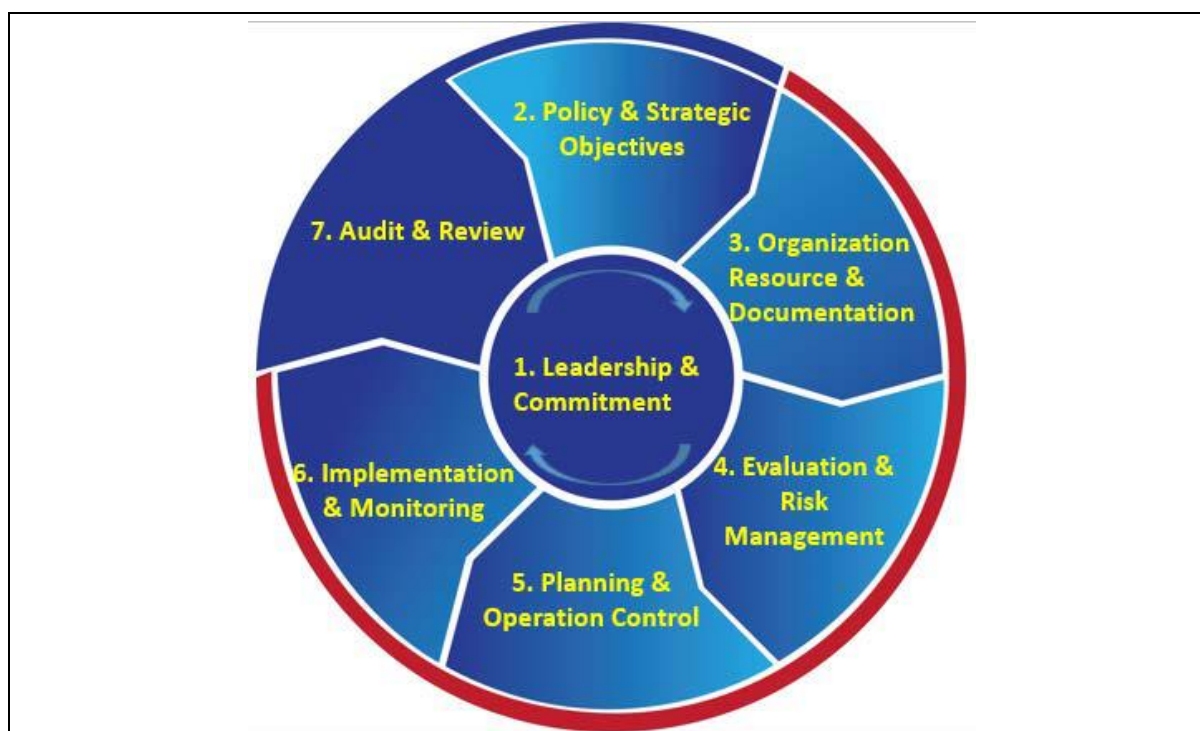 1. Leadership &
Commitment
2. Policy & Strategic
Objectives
3. Organization
Resource &
Documentation
4. Evaluation &
Risk
Management
5. Planning &
Operation Control
6. Implementation
& Monitoring
7. Audit & Review